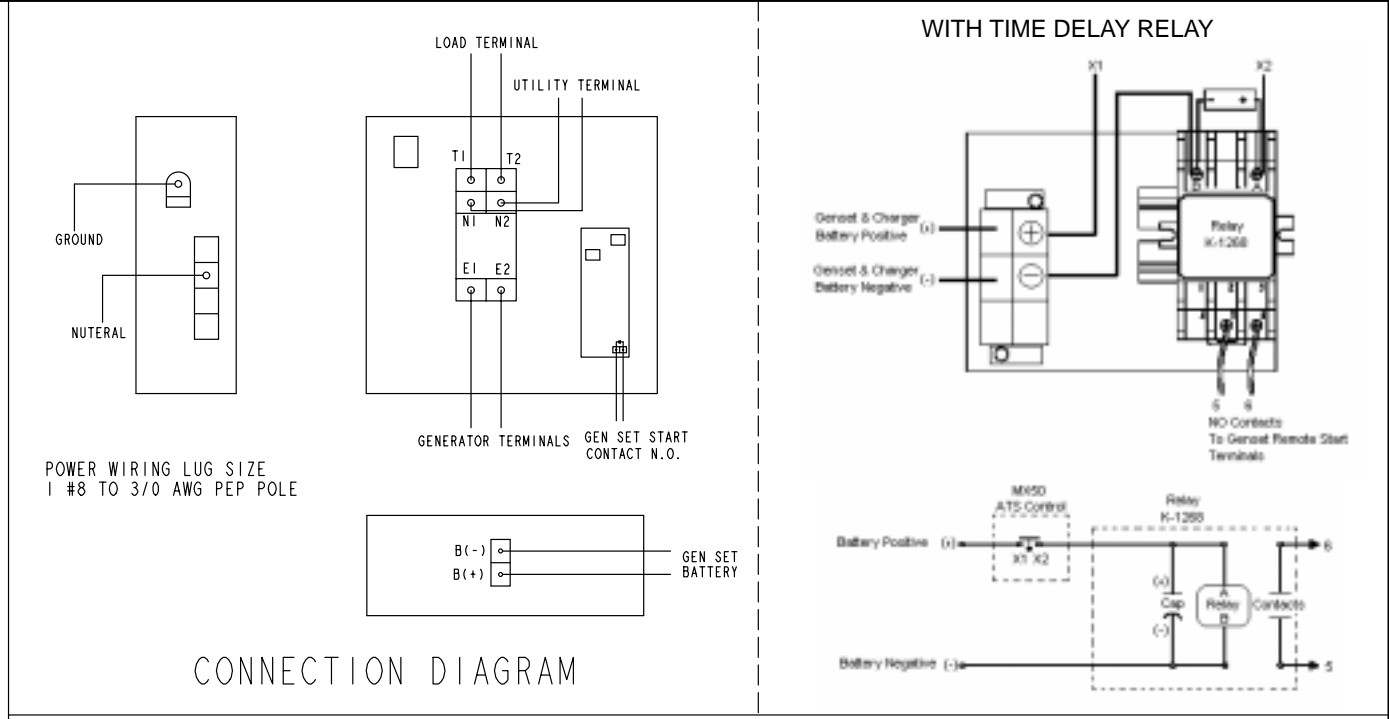 LOAD TERMINAL
UTILITY TERMINAL
T1 T2
N1 N2
E1 E2
GROUND
NUTERAL
GENERATOR TERMINALS
GEN SET START
CONTACT N.O.
POWER WIRING LUG SIZE
1 #8 TO 3/0 AWG PEP POLE
B(-)
B(+)
GEN SET
BATTERY
CONNECTION DIAGRAM
WITH TIME DELAY RELAY
X1 X2
- +
Genset & Charger (+)
Battery Positive
Genset & Charger (-)
Battery Negative
Relay
K-1268
5 6
NO Contacts
To Genset Remote Start
Terminals
MX50
ATS Control
Relay
K-1268
Battery Positive (+)
X1 X2
6
(+)
Cap
(-)
A
Relay
B
Contacts
Battery Negative (-)
5